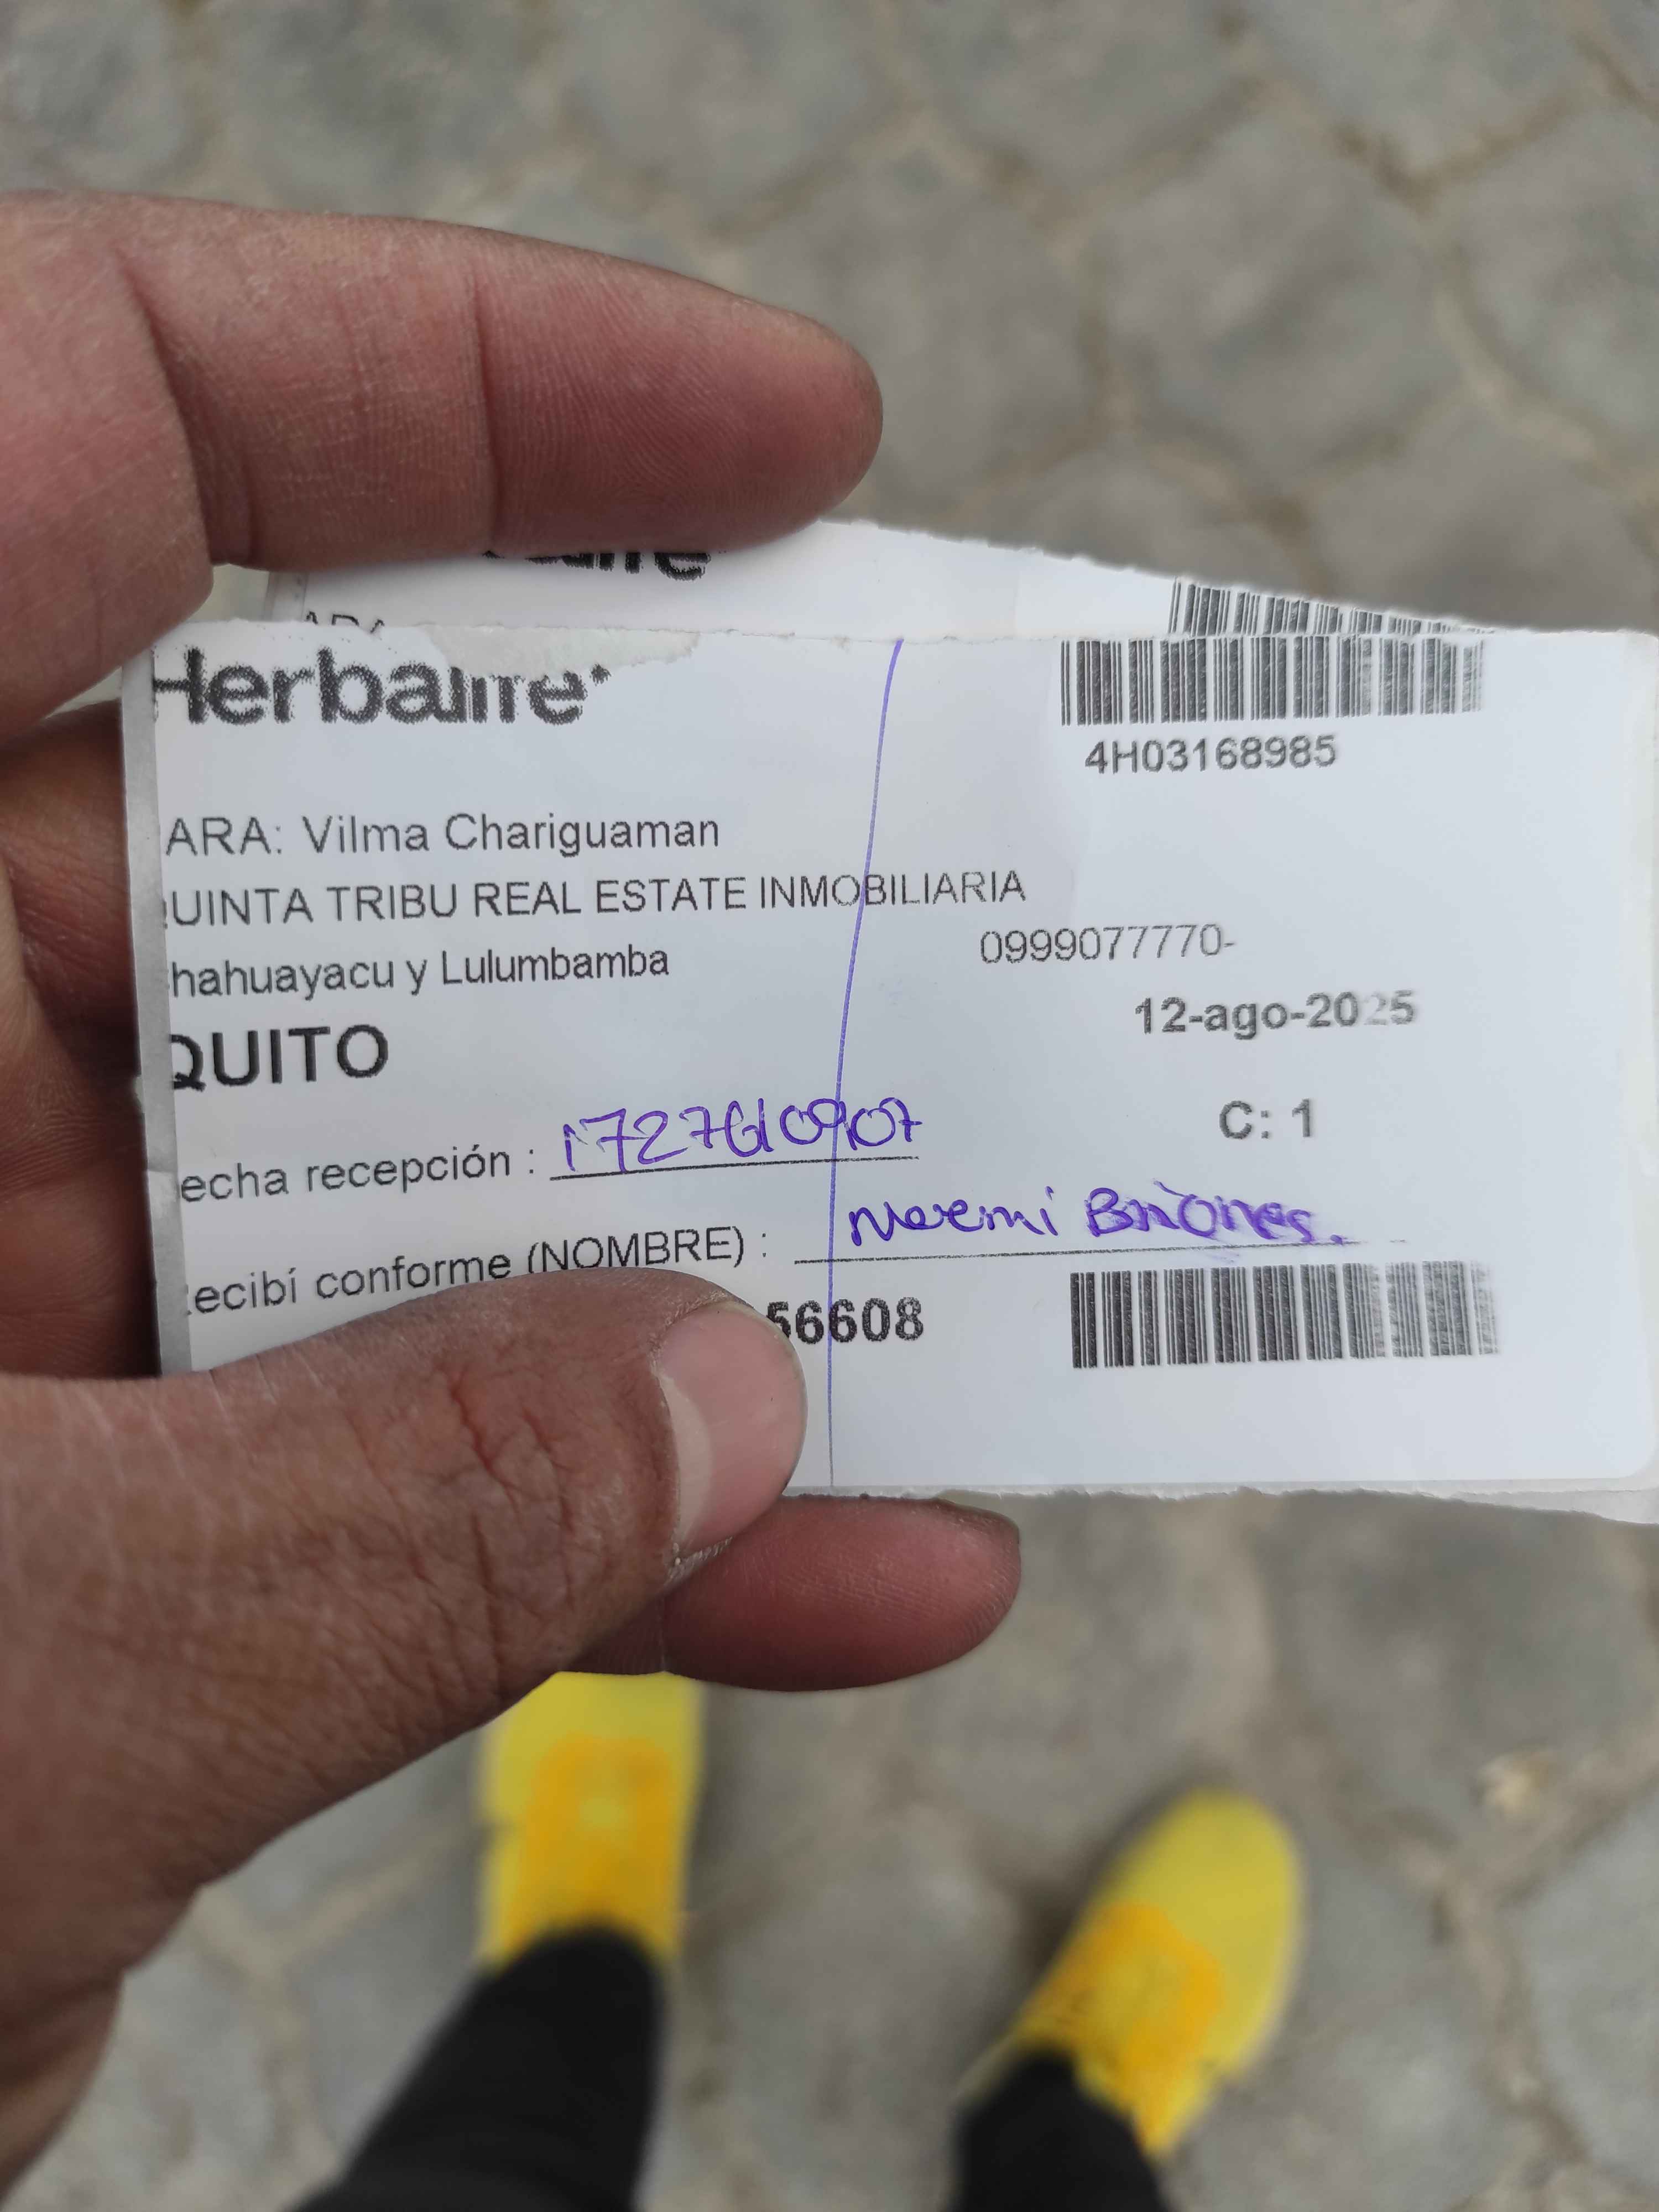 Herbalife
4H03168985
ARA: Vilma Chariguaman
UINTA TRIBU REAL ESTATE INMOBILIARIA
hahuayacu y Lulumbamba
0999077770-
12-ago-2025
QUITO
C: 1
echa recepción : 1727610907
ecibí conforme (NOMBRE) : Noemi Briones.
56608